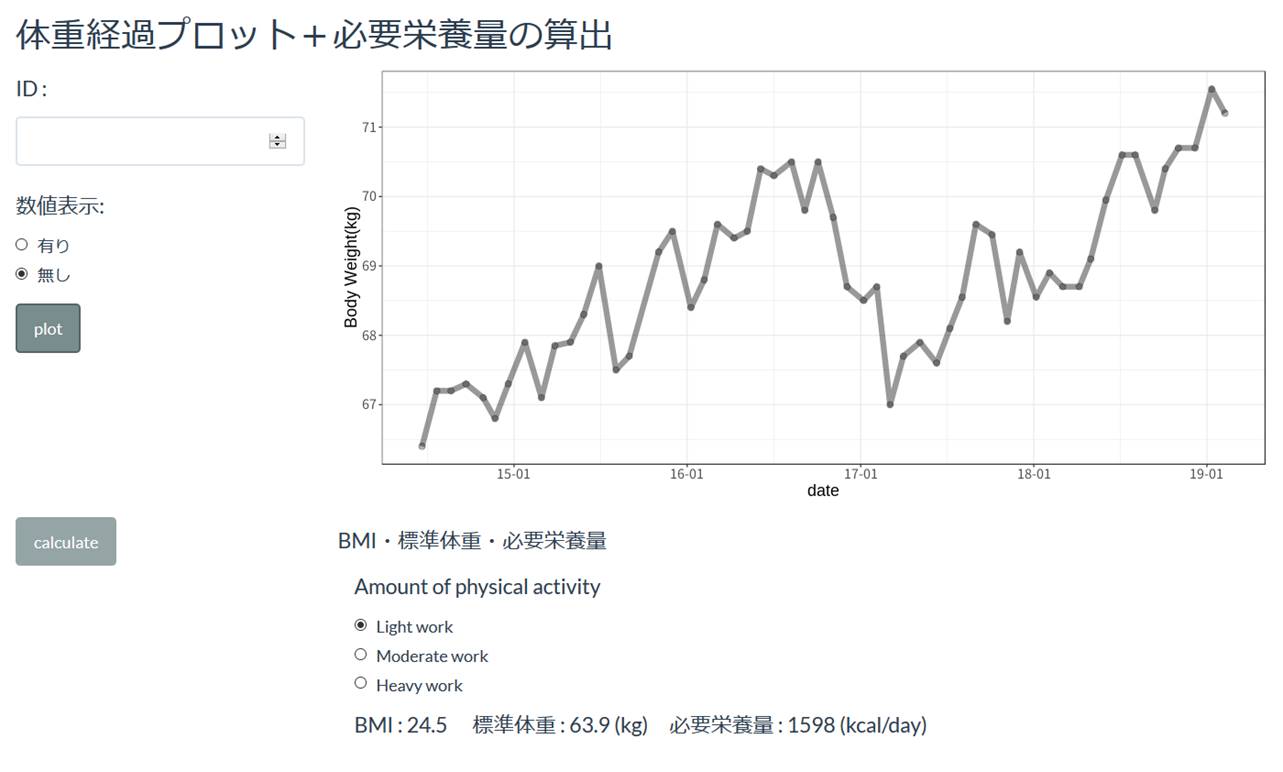 体重経過プロット＋必要栄養量の算出
ID :
数値表示:
有り
無し
plot
71
70
69
68
67
Body Weight(kg)
15-01 16-01 17-01 18-01 19-01
date
calculate
BMI・標準体重・必要栄養量
Amount of physical activity
Light work
Moderate work
Heavy work
BMI : 24.5 標準体重 : 63.9 (kg) 必要栄養量 : 1598 (kcal/day)